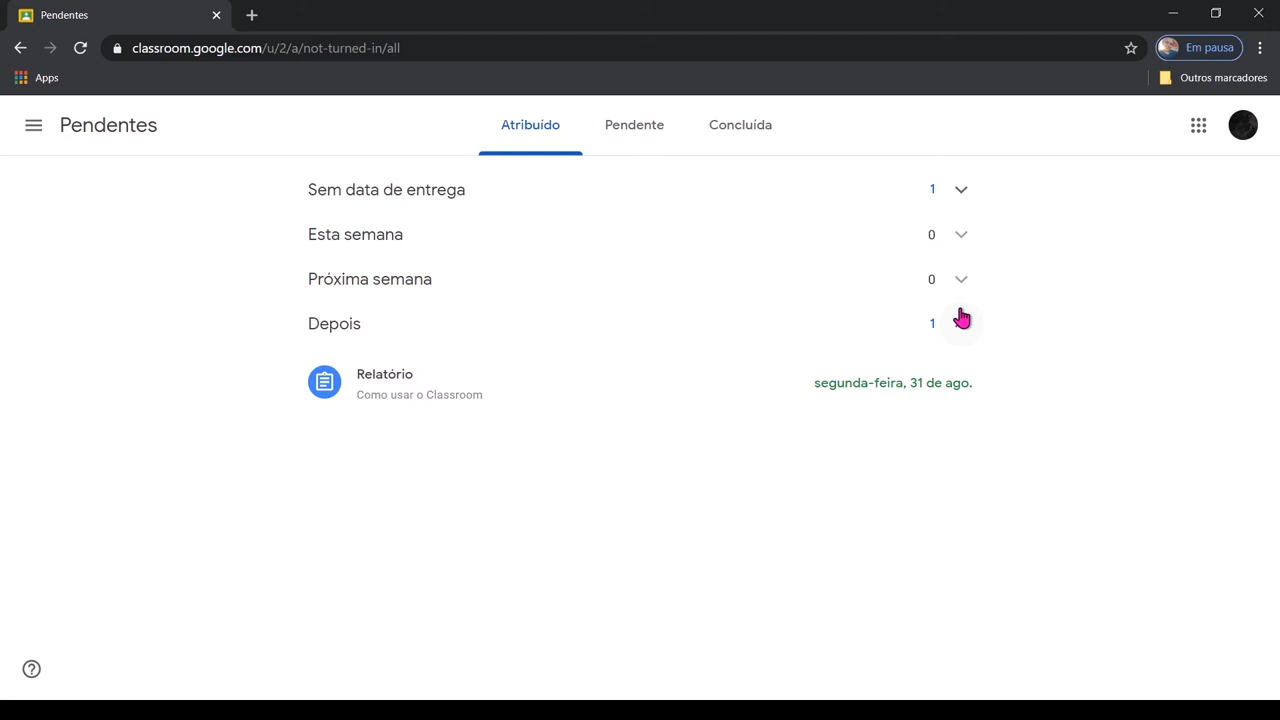 Pendentes
classroom.google.com/u/2/a/not-turned-in/all
Em pausa
Apps
Outros marcadores
Pendentes
Atribuído
Pendente
Concluída
Sem data de entrega 1
Esta semana 0
Próxima semana 0
Depois 1
Relatório
Como usar o Classroom
segunda-feira, 31 de ago.